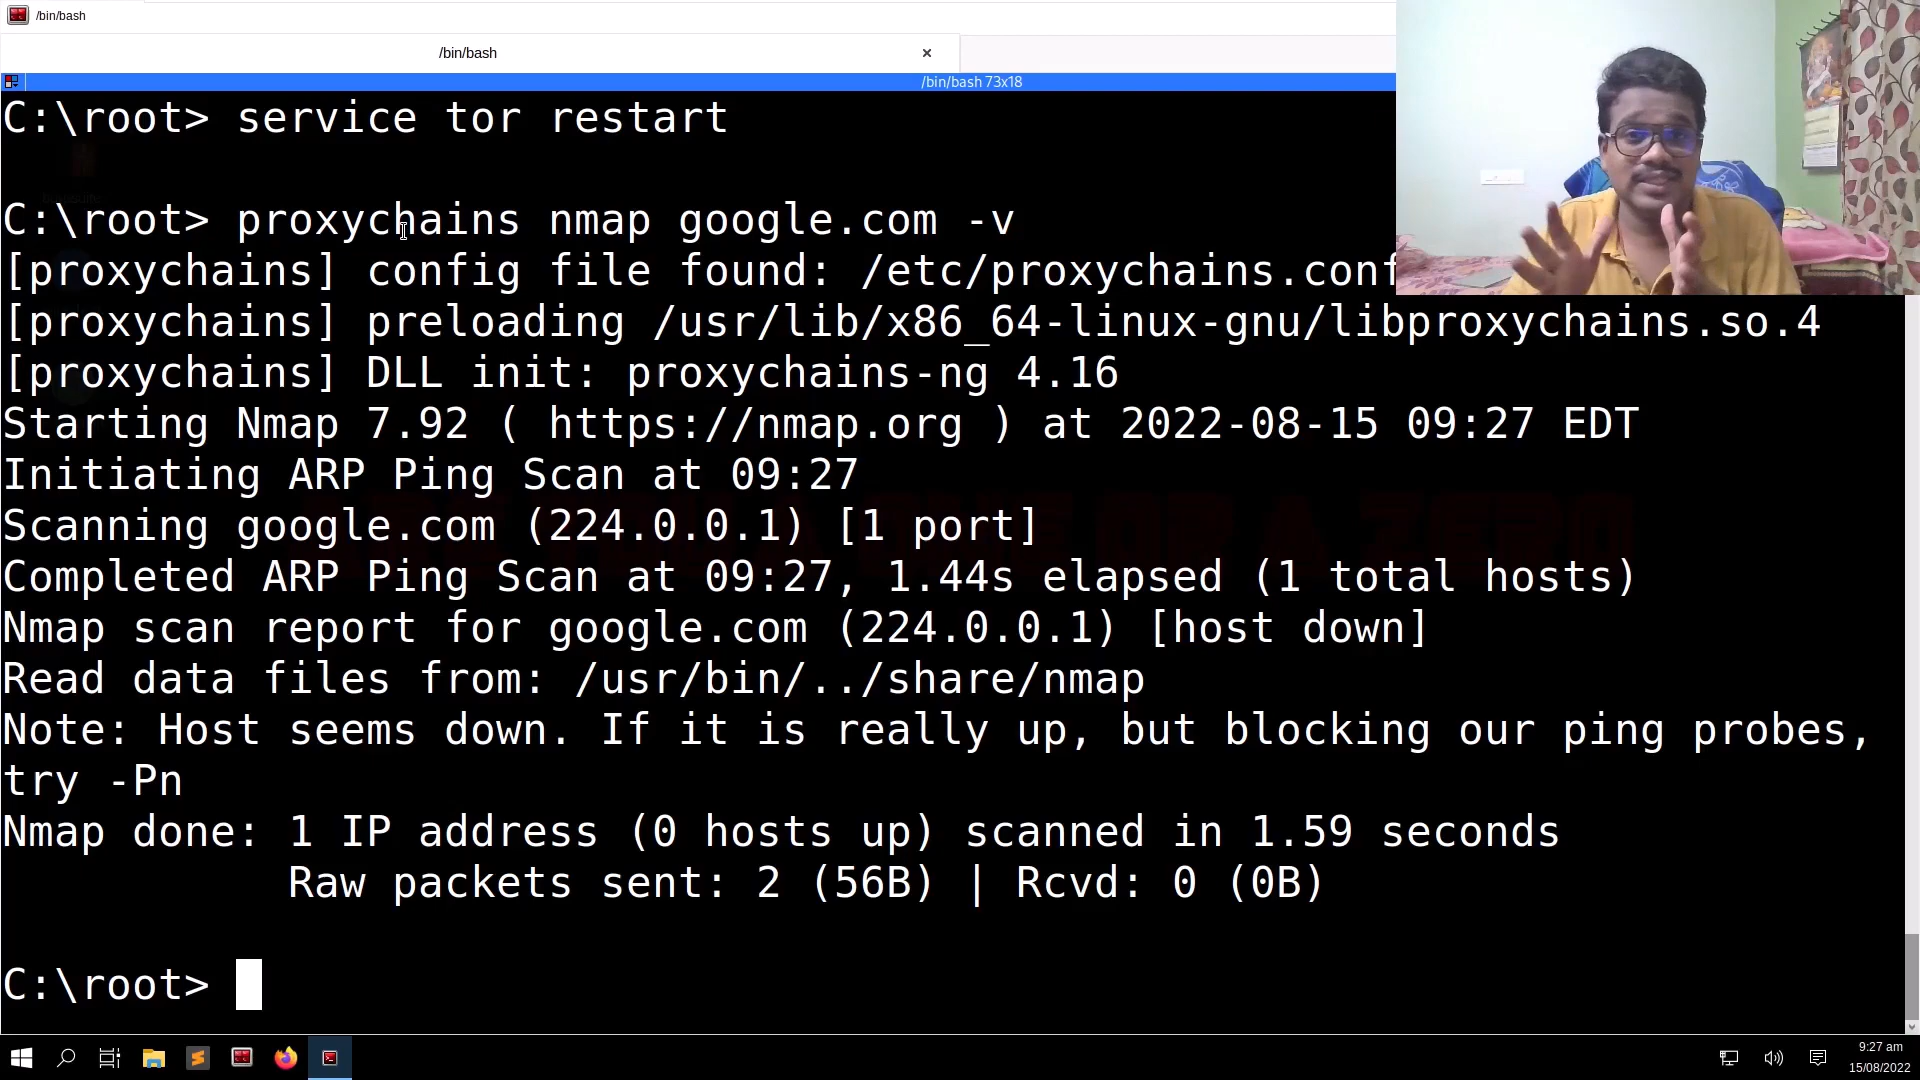 /bin/bash
/bin/bash
/bin/bash 73x18
C:\root> service tor restart
C:\root> proxychains nmap google.com -v
[proxychains] config file found: /etc/proxychains.conf
[proxychains] preloading /usr/lib/x86_64-linux-gnu/libproxychains.so.4
[proxychains] DLL init: proxychains-ng 4.16
Starting Nmap 7.92 ( https://nmap.org ) at 2022-08-15 09:27 EDT
Initiating ARP Ping Scan at 09:27
Scanning google.com (224.0.0.1) [1 port]
Completed ARP Ping Scan at 09:27, 1.44s elapsed (1 total hosts)
Nmap scan report for google.com (224.0.0.1) [host down]
Read data files from: /usr/bin/../share/nmap
Note: Host seems down. If it is really up, but blocking our ping probes,
try -Pn
Nmap done: 1 IP address (0 hosts up) scanned in 1.59 seconds
Raw packets sent: 2 (56B) | Rcvd: 0 (0B)
C:\root>
9:27 am
15/08/2022